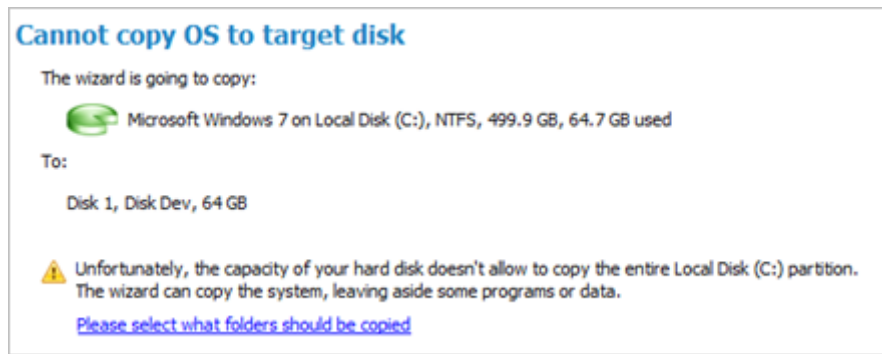 Cannot copy OS to target disk
The wizard is going to copy:
Microsoft Windows 7 on Local Disk (C:), NTFS, 499.9 GB, 64.7 GB used
To:
Disk 1, Disk Dev, 64 GB
Unfortunately, the capacity of your hard disk doesn't allow to copy the entire Local Disk (C:) partition.
The wizard can copy the system, leaving aside some programs or data.
Please select what folders should be copied